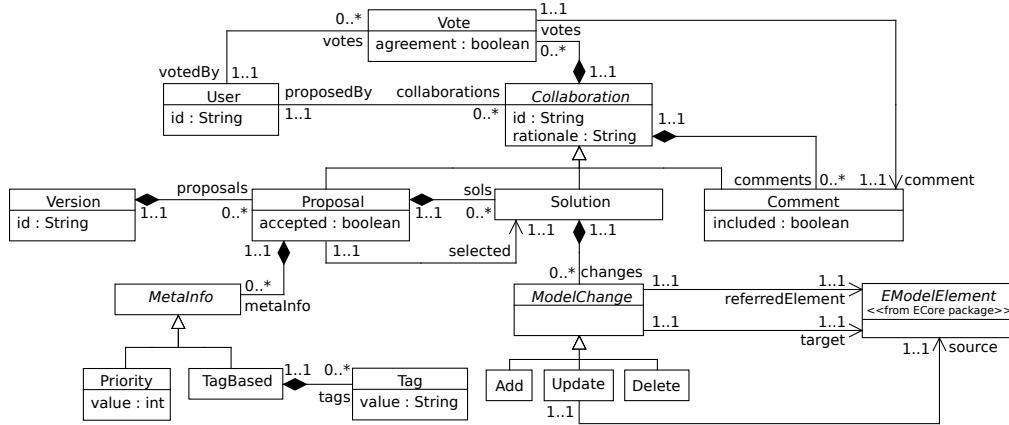 0..*
Vote
1..1
votes
agreement : boolean
votes
0..*
votedBy
1..1
1..1
User
proposedBy
collaborations
Collaboration
id : String
1..1
0..*
id : String
rationale : String
1..1
proposals
sols
comments
0..*
1..1
comment
Version
1..1
0..*
Proposal
1..1
0..*
Solution
Comment
id : String
accepted : boolean
included : boolean
1..1
1..1
selected
1..1
1..1
0..*
metaInfo
0..*
changes
MetaInfo
ModelChange
1..1
1..1
referredElement
EModelElement
<<from ECore package>>
1..1
1..1
target
1..1
source
Priority
value : int
TagBased
1..1
0..*
tags
Tag
value : String
Add
Update
Delete
1..1